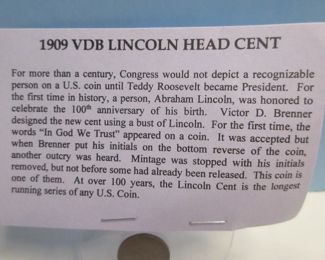 1909 VDB LINCOLN HEAD CENT
For more than a century, Congress would not depict a recognizable
person on a U.S. coin until Teddy Roosevelt became President. For
the first time in history, a person, Abraham Lincoln, was honored to
celebrate the 100th anniversary of his birth. Victor D. Brenner
designed the new cent using a bust of Lincoln. For the first time, the
words "In God We Trust" appeared on a coin. It was accepted but
when Brenner put his initials on the bottom reverse of the coin,
another outcry was heard. Mintage was stopped with his initials
removed, but not before some had already been released. This coin is
one of them. At over 100 years, the Lincoln Cent is the longest
running series of any U.S. Coin.